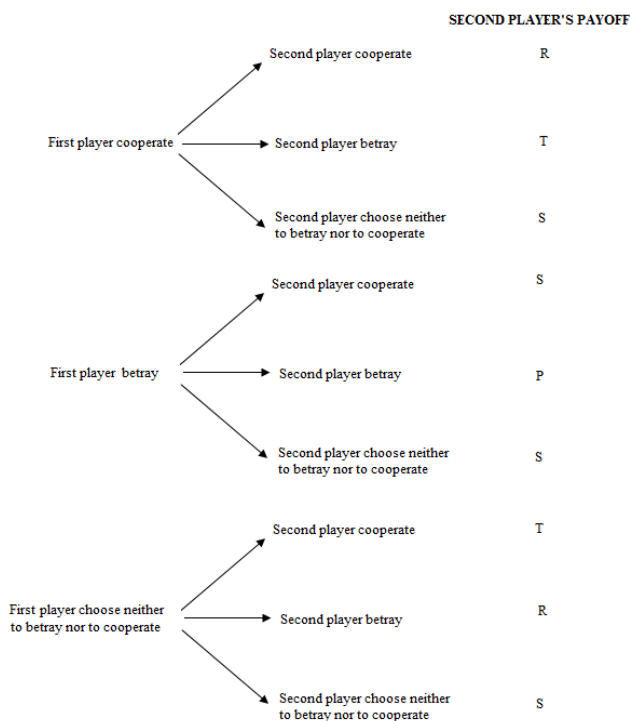 SECOND PLAYER'S PAYOFF
Second player cooperate R
First player cooperate Second player betray T
Second player choose neither
to betray nor to cooperate S
Second player cooperate S
First player betray Second player betray P
Second player choose neither
to betray nor to cooperate S
Second player cooperate T
First player choose neither
to betray nor to cooperate
Second player betray R
Second player choose neither
to betray nor to cooperate S